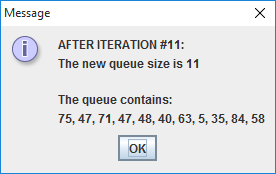 Message
AFTER ITERATION #11:
The new queue size is 11
The queue contains:
75, 47, 71, 47, 48, 40, 63, 5, 35, 84, 58
OK